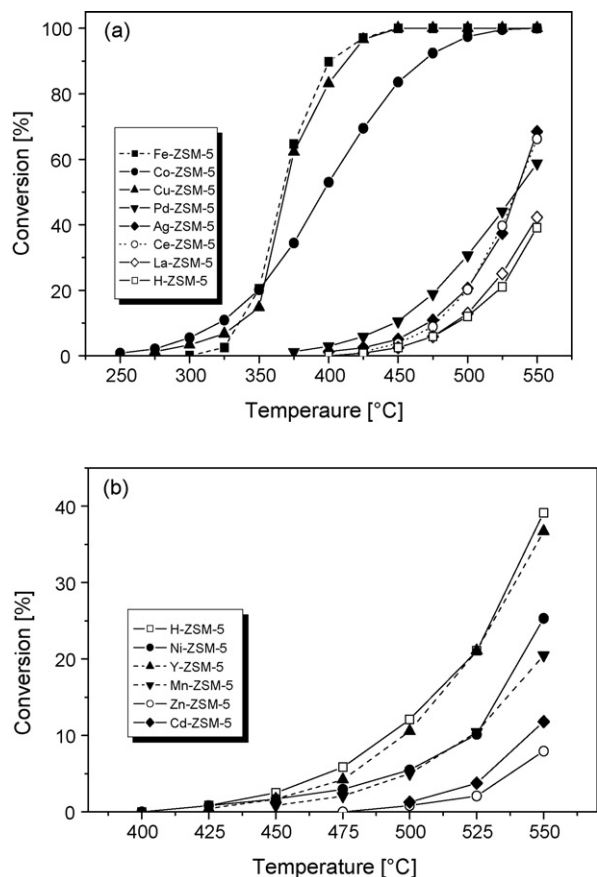 (a)
100
80
60
40
20
0
Conversion [%]
Fe-ZSM-5
Co-ZSM-5
Cu-ZSM-5
Pd-ZSM-5
Ag-ZSM-5
Ce-ZSM-5
La-ZSM-5
H-ZSM-5
250 300 350 400 450 500 550
Temperaure [°C]
(b)
40
30
20
10
0
Conversion [%]
H-ZSM-5
Ni-ZSM-5
Y-ZSM-5
Mn-ZSM-5
Zn-ZSM-5
Cd-ZSM-5
400 425 450 475 500 525 550
Temperature [°C]